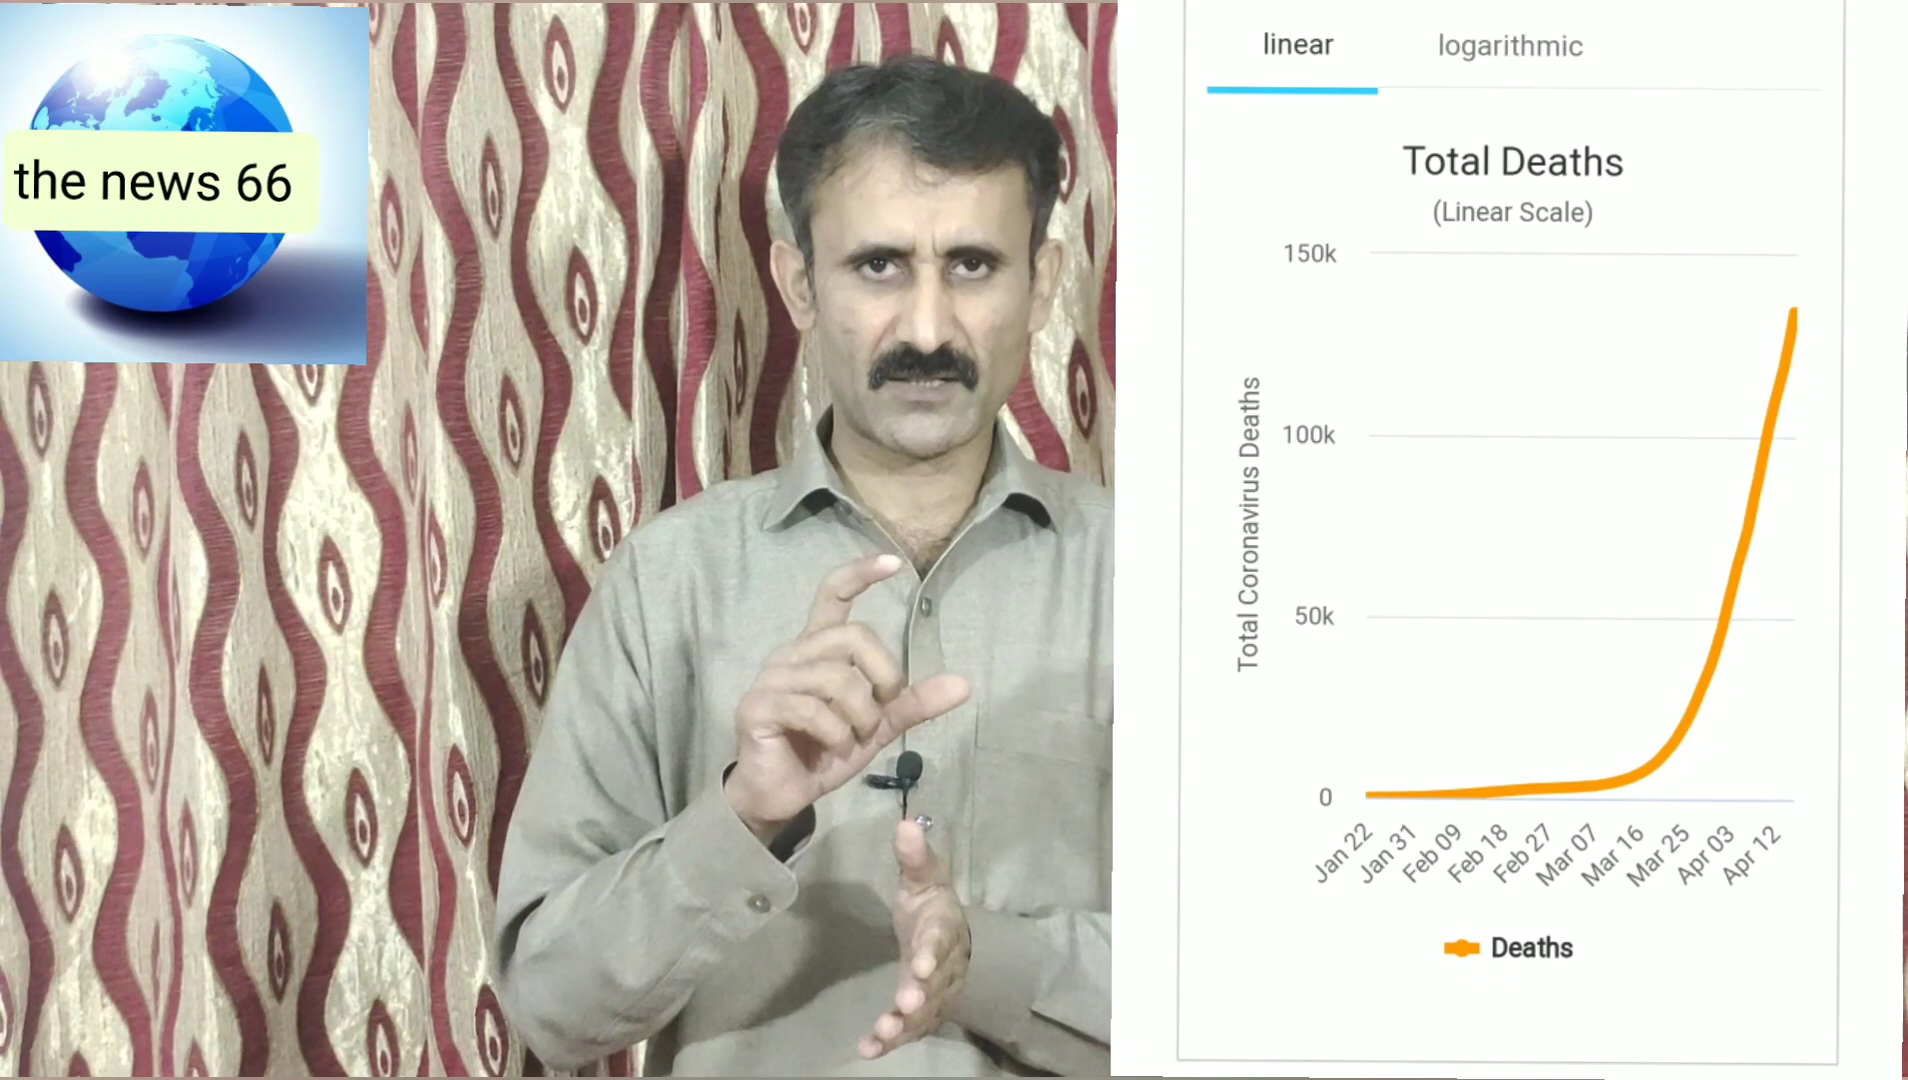 the news 66
linear
logarithmic
Total Deaths
(Linear Scale)
150k
100k
50k
0
Total Coronavirus Deaths
Jan 22
Jan 31
Feb 09
Feb 18
Feb 27
Mar 07
Mar 16
Mar 25
Apr 03
Apr 12
Deaths